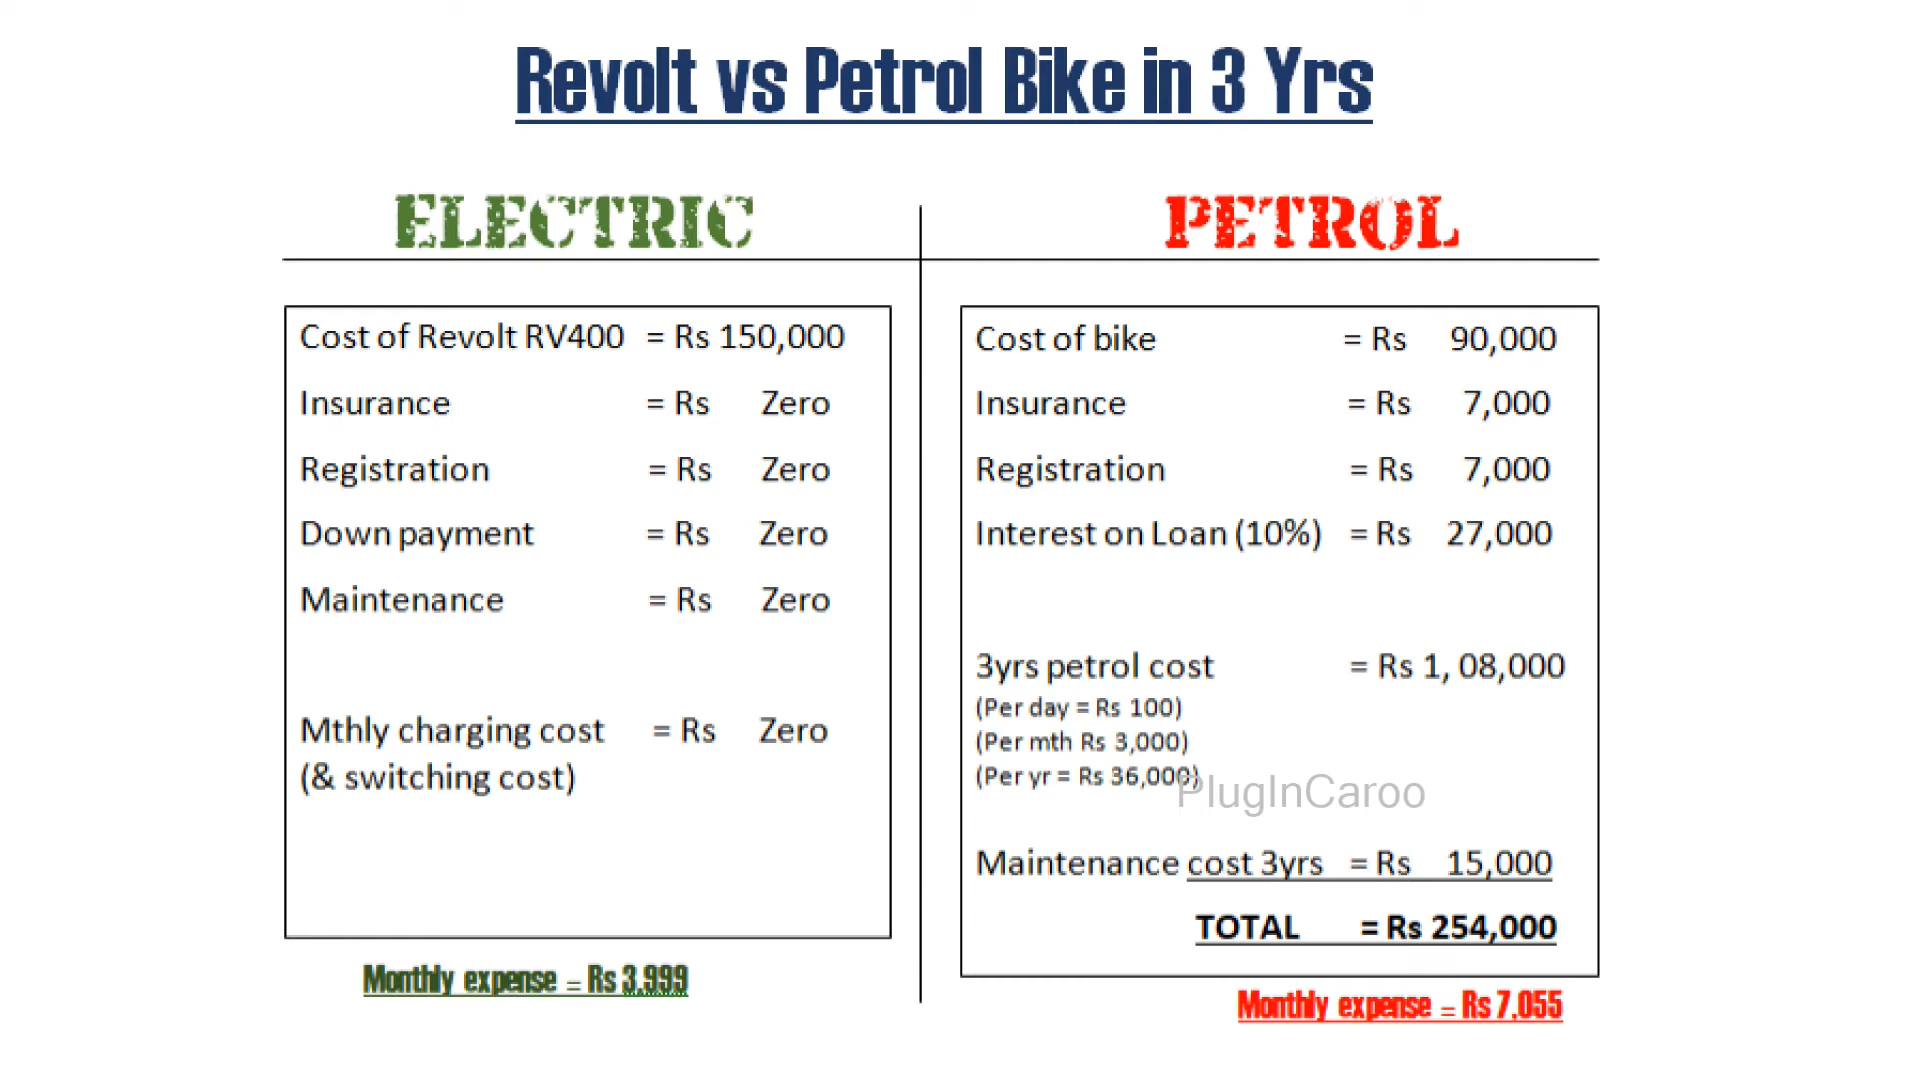 Revolt vs Petrol Bike in 3 Yrs
ELECTRIC
Cost of Revolt RV400 = Rs 150,000
Insurance = Rs Zero
Registration = Rs Zero
Down payment = Rs Zero
Maintenance = Rs Zero
Mthly charging cost = Rs Zero
(& switching cost)
Monthly expense = Rs 3,999
PETROL
Cost of bike = Rs 90,000
Insurance = Rs 7,000
Registration = Rs 7,000
Interest on Loan (10%) = Rs 27,000
3yrs petrol cost = Rs 1, 08,000
(Per day = Rs 100)
(Per mth Rs 3,000)
(Per yr = Rs 36,000)
PlugInCaroo
Maintenance cost 3yrs = Rs 15,000
TOTAL = Rs 254,000
Monthly expense = Rs 7,055